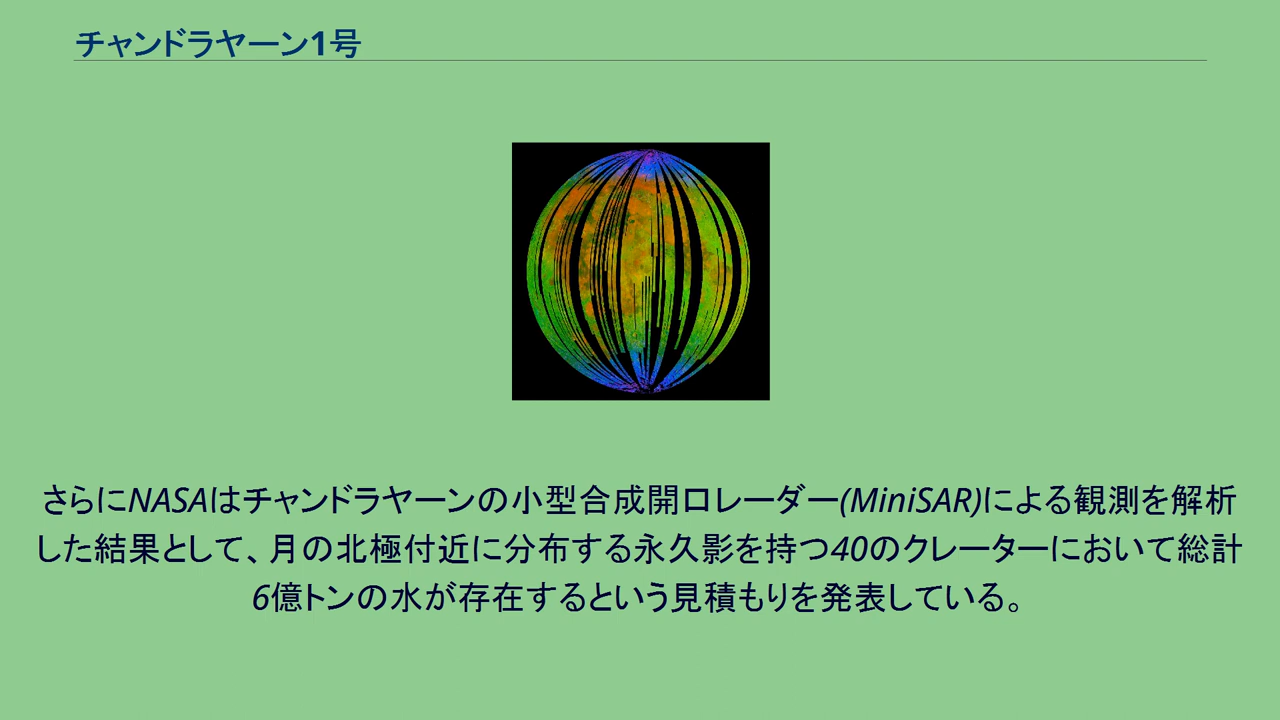 チャンドラヤーン1号
さらにNASAはチャンドラヤーンの小型合成開口レーダー(MiniSAR)による観測を解析
した結果として、月の北極付近に分布する永久影を持つ40のクレーターにおいて総計
6億トンの水が存在するという見積もりを発表している。